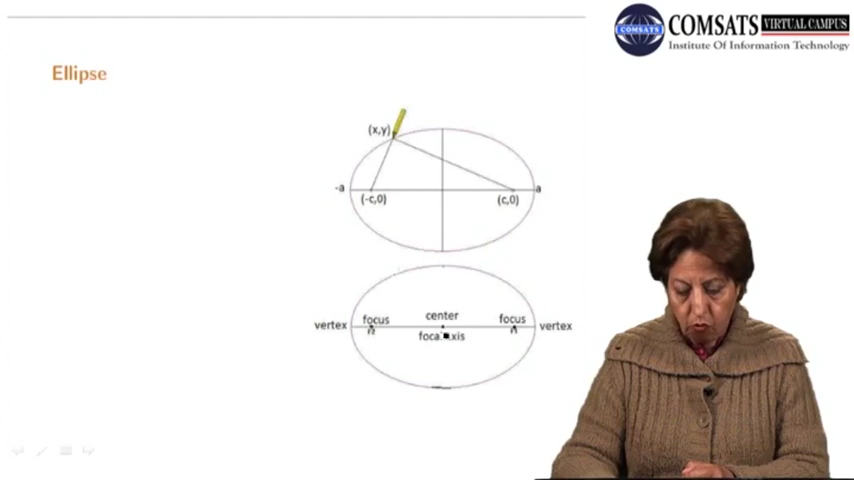 COMSATS VIRTUAL CAMPUS
COMSATS
Institute Of Information Technology
Ellipse
(x,y)
-a
a
(-c,0)
(c,0)
focus
center
focus
vertex
vertex